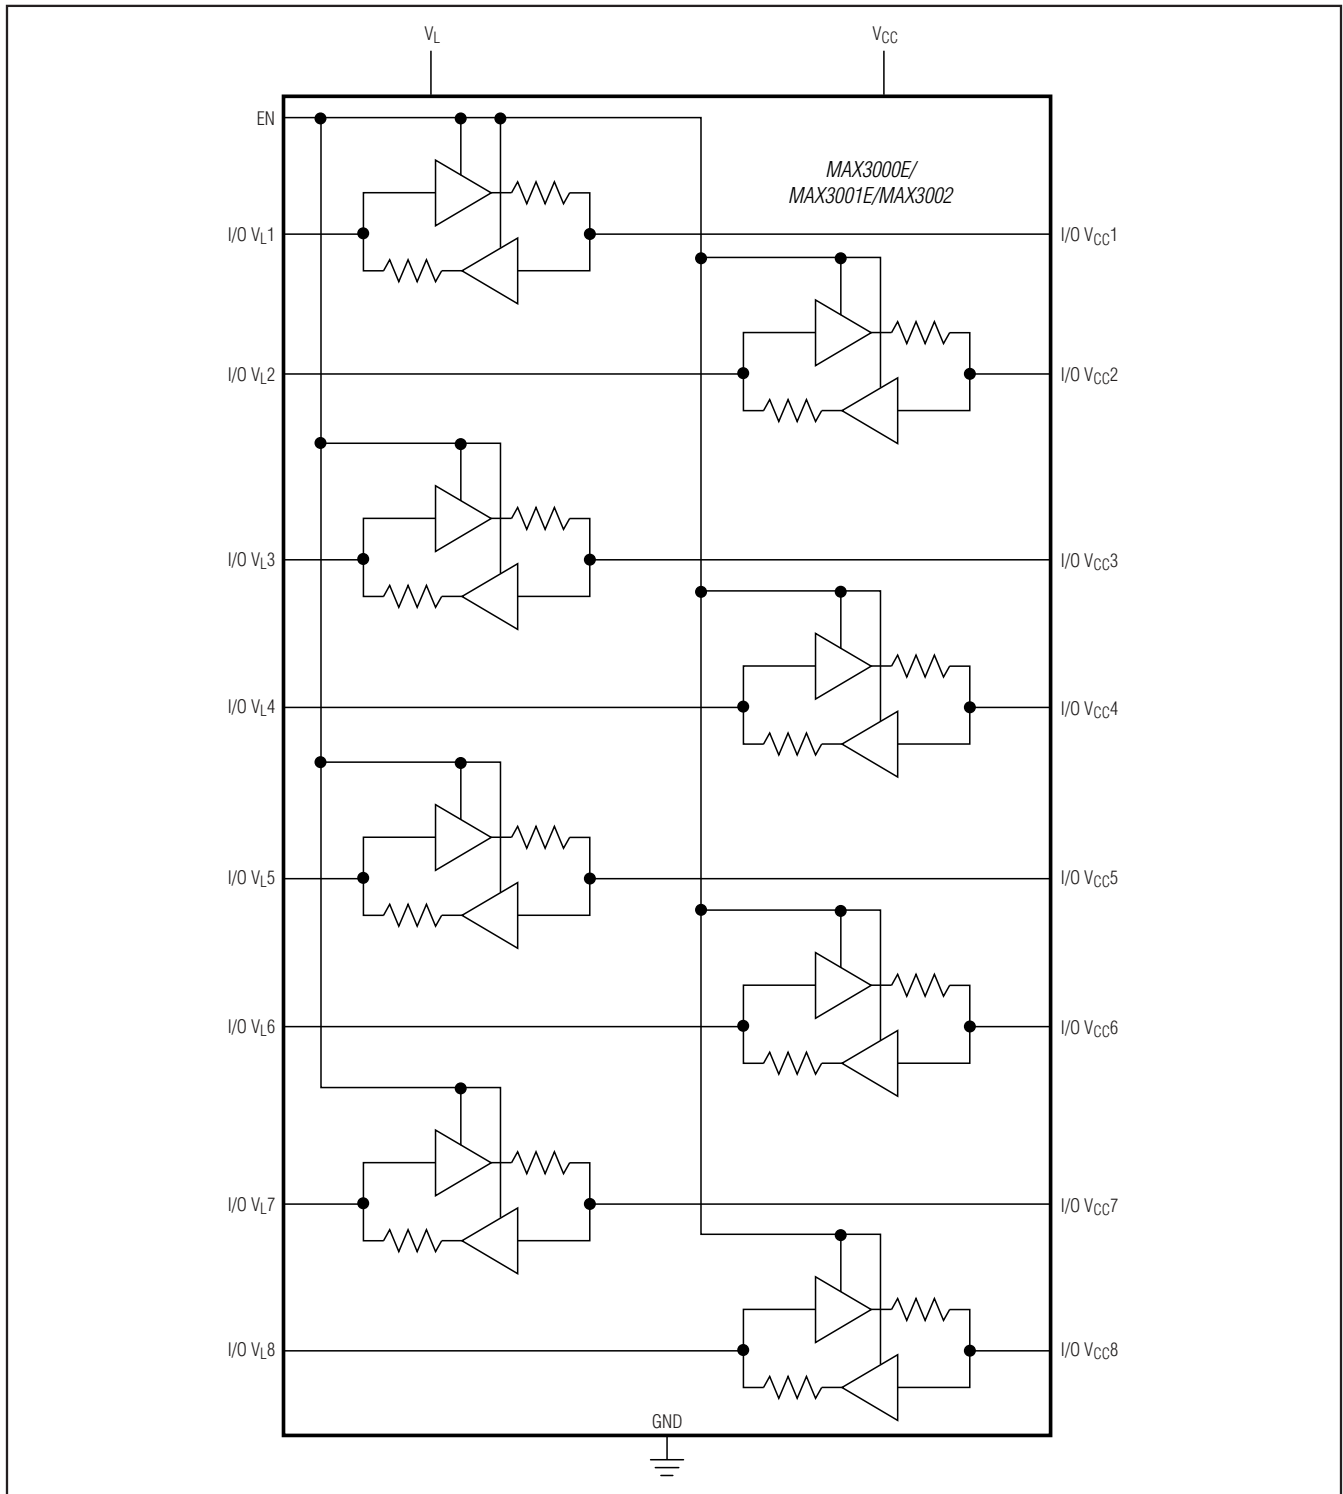 VL
VCC
EN
MAX3000E/
MAX3001E/MAX3002
I/O VL1
I/O VCC1
I/O VL2
I/O VCC2
I/O VL3
I/O VCC3
I/O VL4
I/O VCC4
I/O VL5
I/O VCC5
I/O VL6
I/O VCC6
I/O VL7
I/O VCC7
I/O VL8
I/O VCC8
GND